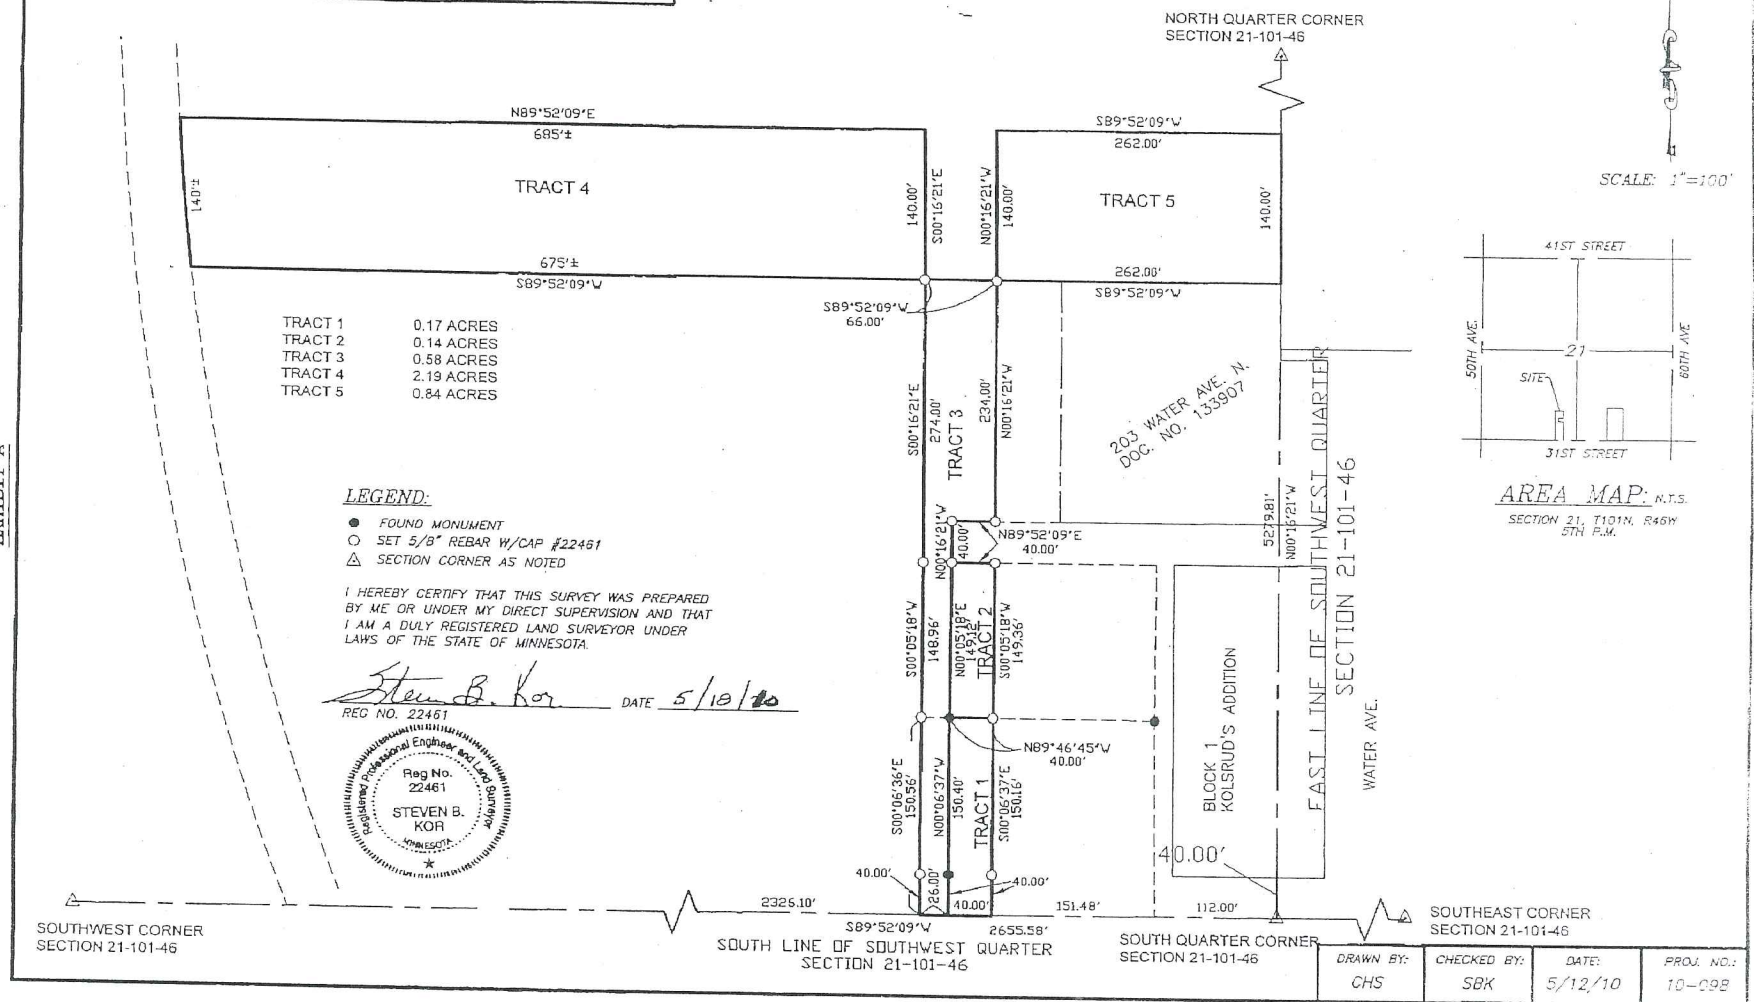 NORTH QUARTER CORNER
SECTION 21-101-46
SCALE: 1"=100'
N89°52'09"E
685'±
S89°52'09"W
262.00'
TRACT 4
TRACT 5
140'±
140.00'
S00°16'21"E
N00°16'21"W
140.00'
140.00'
675'±
S89°52'09"W
262.00'
S89°52'09"W
S89°52'09"W
66.00'
41ST STREET
50TH AVE.
60TH AVE
21
SITE
31ST STREET
AREA MAP: N.T.S.
SECTION 21, T101N, R46W
5TH P.M.
TRACT 1 0.17 ACRES
TRACT 2 0.14 ACRES
TRACT 3 0.58 ACRES
TRACT 4 2.19 ACRES
TRACT 5 0.84 ACRES
S00°16'21"E
274.00'
TRACT 3
234.00'
N00°16'21"W
203 WATER AVE. N.
DOC. NO. 133907
5279.81'
N00°16'21"W
EAST LINE OF SOUTHWEST QUARTER
SECTION 21-101-46
LEGEND:
FOUND MONUMENT
SET 5/8" REBAR W/CAP #22461
SECTION CORNER AS NOTED
N00°16'21"W
40.00'
N89°52'09"E
40.00'
I HEREBY CERTIFY THAT THIS SURVEY WAS PREPARED
BY ME OR UNDER MY DIRECT SUPERVISION AND THAT
I AM A DULY REGISTERED LAND SURVEYOR UNDER
LAWS OF THE STATE OF MINNESOTA.
S00°05'18"W
148.96'
N00°05'18"E
149.12'
TRACT 2
S00°05'18"W
149.36'
Steven B. Kor
DATE 5/18/10
REG NO. 22461
Registered Professional Engineer and Land Surveyor
Reg No.
22461
STEVEN B.
KOR
MINNESOTA
N89°46'45"W
40.00'
S00°06'36"E
150.56'
N00°06'37"W
150.40'
TRACT 1
S00°06'37"E
150.16'
BLOCK 1
KOLSRUD'S ADDITION
WATER AVE.
40.00'
40.00'
26.00'
40.00'
40.00'
2326.10'
151.48'
112.00'
S89°52'09"W
2655.58'
SOUTH LINE OF SOUTHWEST QUARTER
SECTION 21-101-46
SOUTHWEST CORNER
SECTION 21-101-46
SOUTH QUARTER CORNER
SECTION 21-101-46
SOUTHEAST CORNER
SECTION 21-101-46
DRAWN BY:
CHS
CHECKED BY:
SBK
DATE:
5/12/10
PROJ. NO.:
10-098